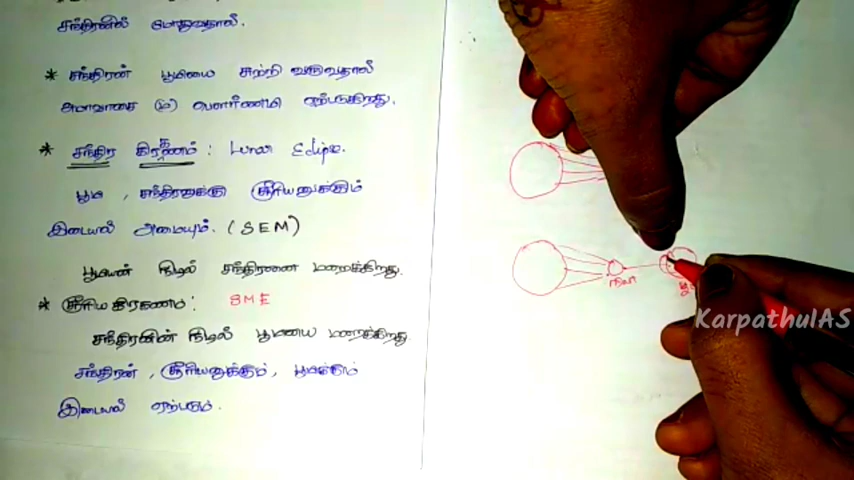 சந்திரனில் மோதுவதால்.
* சந்திரன் பூமியை சுற்றி வருவதால்
அமாவாசை (ம) பௌர்ணமி ஏற்படுகிறது.
* சந்திர கிரகணம் : Lunar Eclipse.
பூமி , சந்திரனுக்கு சூரியனுக்கும்
இடையில் அமையும். (SEM)
பூமியின் நிழல் சந்திரனை மறைக்கிறது.
* சூரிய கிரகணம் : SME
சந்திரனின் நிழல் பூமியை மறைக்கிறது
சந்திரன் , சூரியனுக்கும், பூமிக்கும்
இடையில் ஏற்படும்.
நிலா
KarpathuIAS